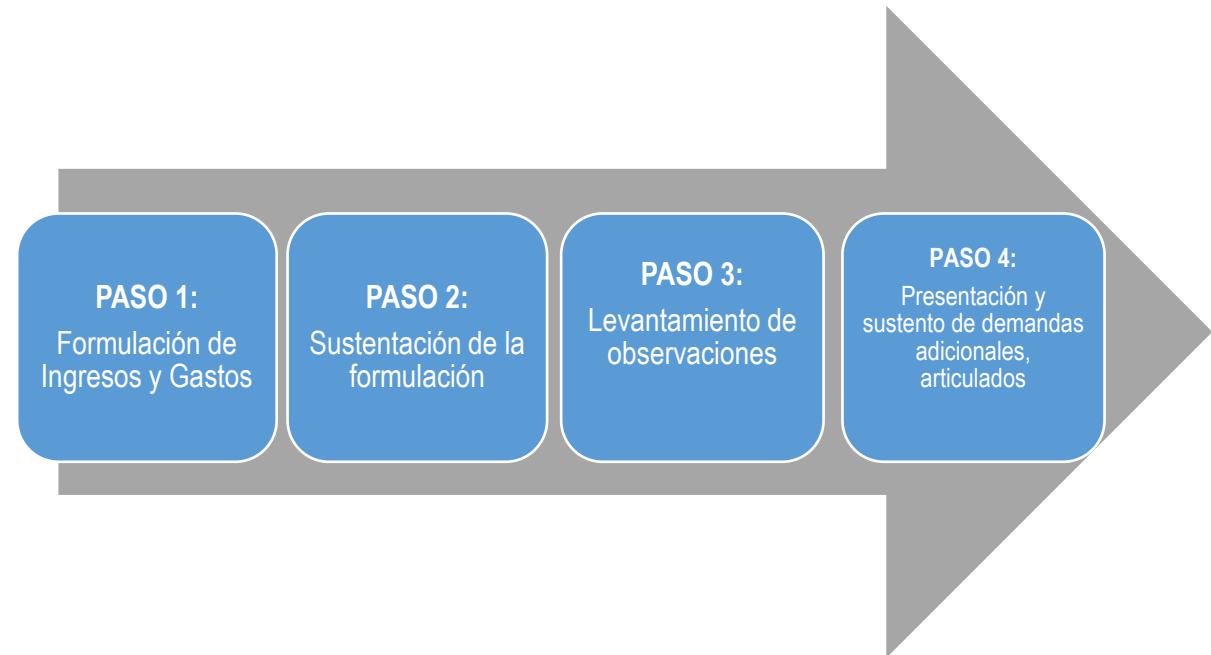 PASO 1:
Formulación de
Ingresos y Gastos
PASO 2:
Sustentación de la
formulación
PASO 3:
Levantamiento de
observaciones
PASO 4:
Presentación y
sustento de demandas
adicionales,
articulados